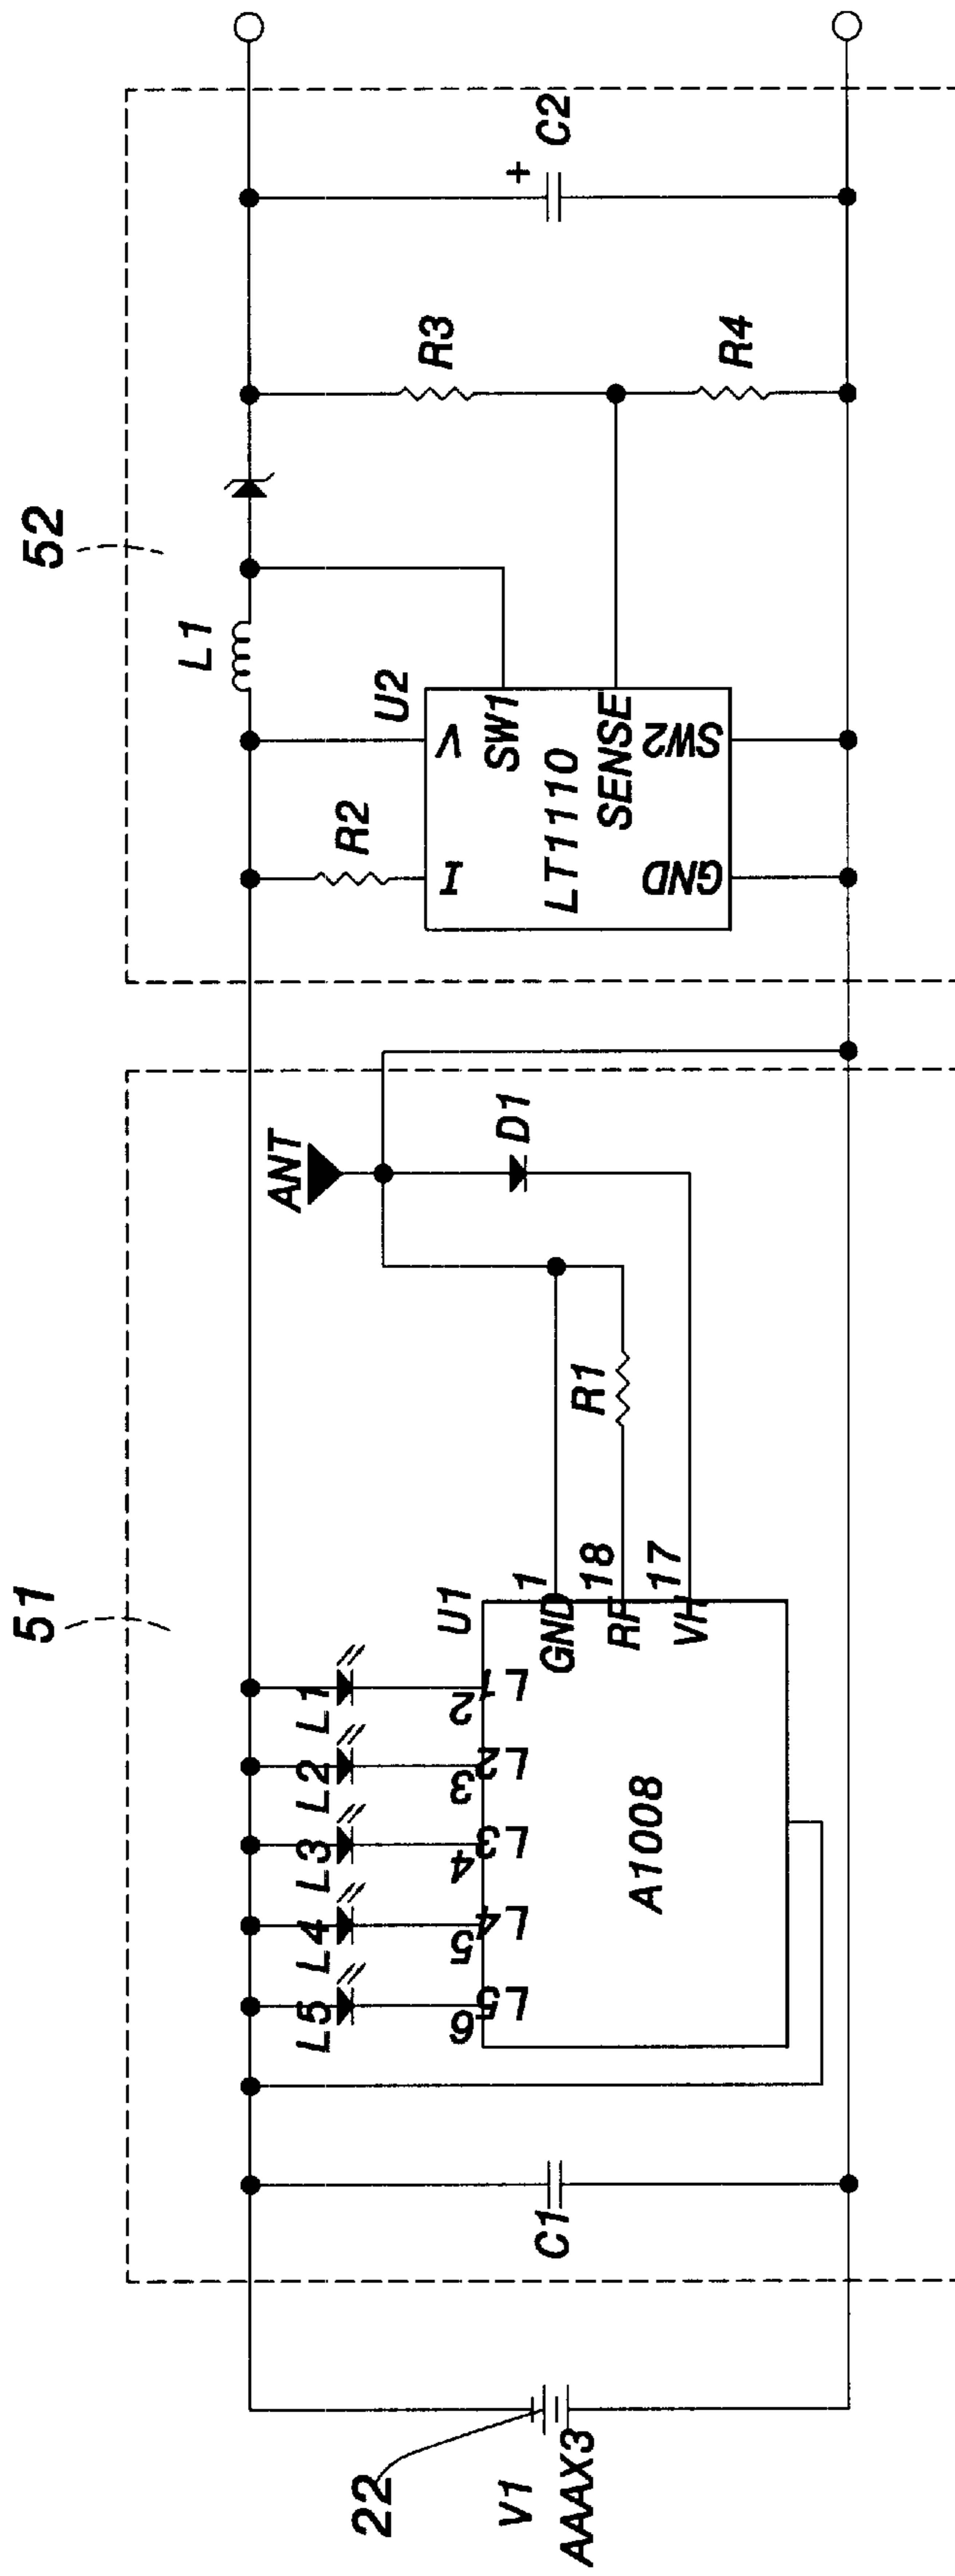 51
52
22
V1
AAAX3
C1
L5
L4
L3
L2
L1
6
5
4
3
2
L5
L4
L3
L2
L1
U1
A1008
GND
1
RF
18
VH
17
R1
ANT
D1
R2
U2
I
V
SW1
LT1110
SENSE
GND
SW2
L1
R3
R4
+
C2